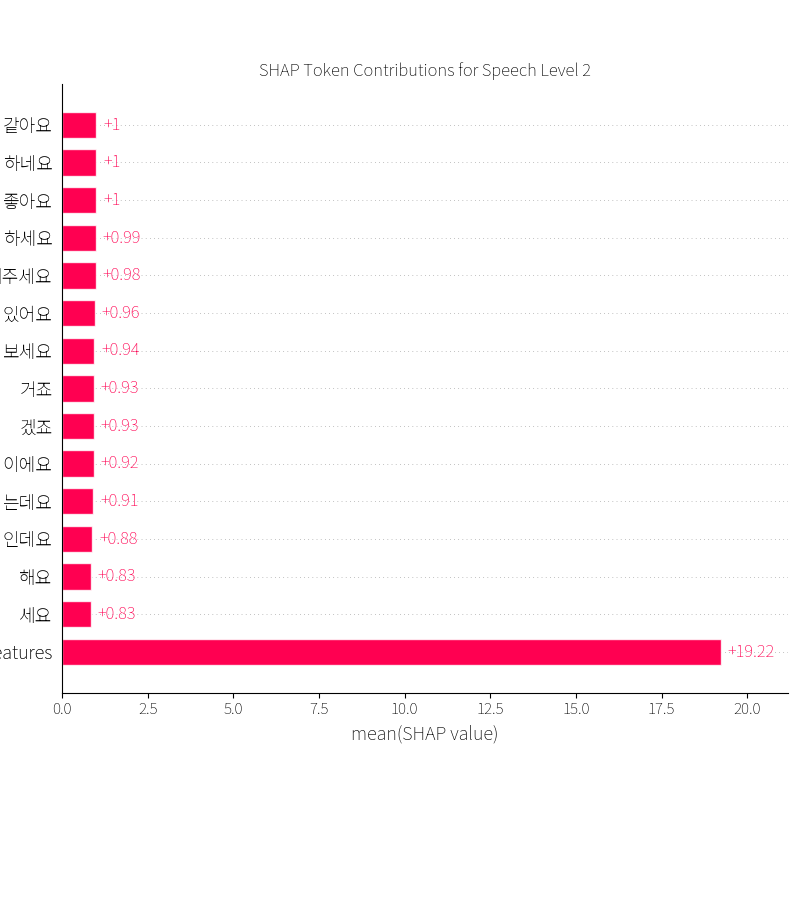 SHAP Token Contributions for Speech Level 2
같아요 +1
하네요 +1
좋아요 +1
하세요 +0.99
주세요 +0.98
있어요 +0.96
보세요 +0.94
거죠 +0.93
겠죠 +0.93
이에요 +0.92
는데요 +0.91
인데요 +0.88
해요 +0.83
세요 +0.83
eatures +19.22
0.0 2.5 5.0 7.5 10.0 12.5 15.0 17.5 20.0
mean(SHAP value)